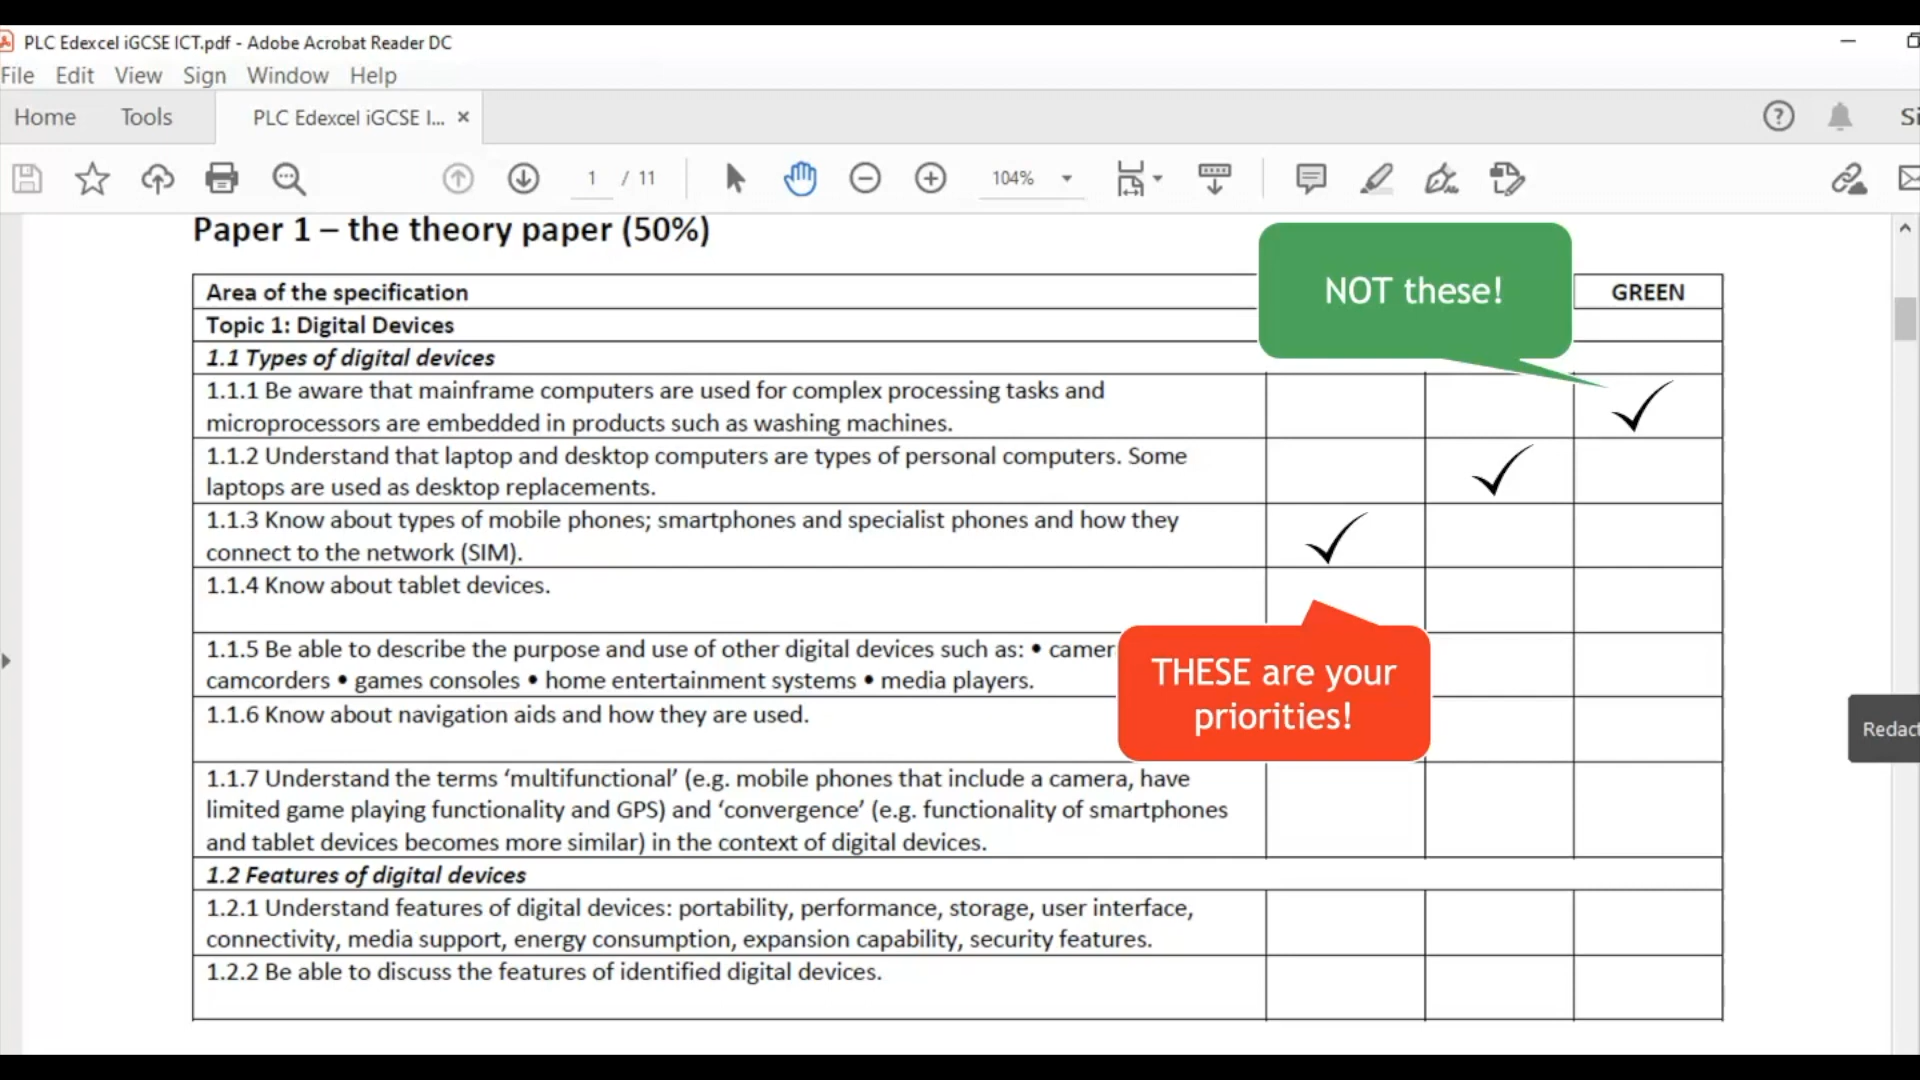 PLC Edexcel iGCSE ICT.pdf - Adobe Acrobat Reader DC
File Edit View Sign Window Help
Home Tools PLC Edexcel iGCSE I... × ? Si
1 / 11 104%
Paper 1 – the theory paper (50%)
NOT these!
Area of the specification GREEN
Topic 1: Digital Devices
1.1 Types of digital devices
1.1.1 Be aware that mainframe computers are used for complex processing tasks and
microprocessors are embedded in products such as washing machines.
1.1.2 Understand that laptop and desktop computers are types of personal computers. Some
laptops are used as desktop replacements.
1.1.3 Know about types of mobile phones; smartphones and specialist phones and how they
connect to the network (SIM).
1.1.4 Know about tablet devices.
1.1.5 Be able to describe the purpose and use of other digital devices such as: • camer
camcorders • games consoles • home entertainment systems • media players.
THESE are your
priorities!
1.1.6 Know about navigation aids and how they are used.
Redact
1.1.7 Understand the terms ‘multifunctional’ (e.g. mobile phones that include a camera, have
limited game playing functionality and GPS) and ‘convergence’ (e.g. functionality of smartphones
and tablet devices becomes more similar) in the context of digital devices.
1.2 Features of digital devices
1.2.1 Understand features of digital devices: portability, performance, storage, user interface,
connectivity, media support, energy consumption, expansion capability, security features.
1.2.2 Be able to discuss the features of identified digital devices.